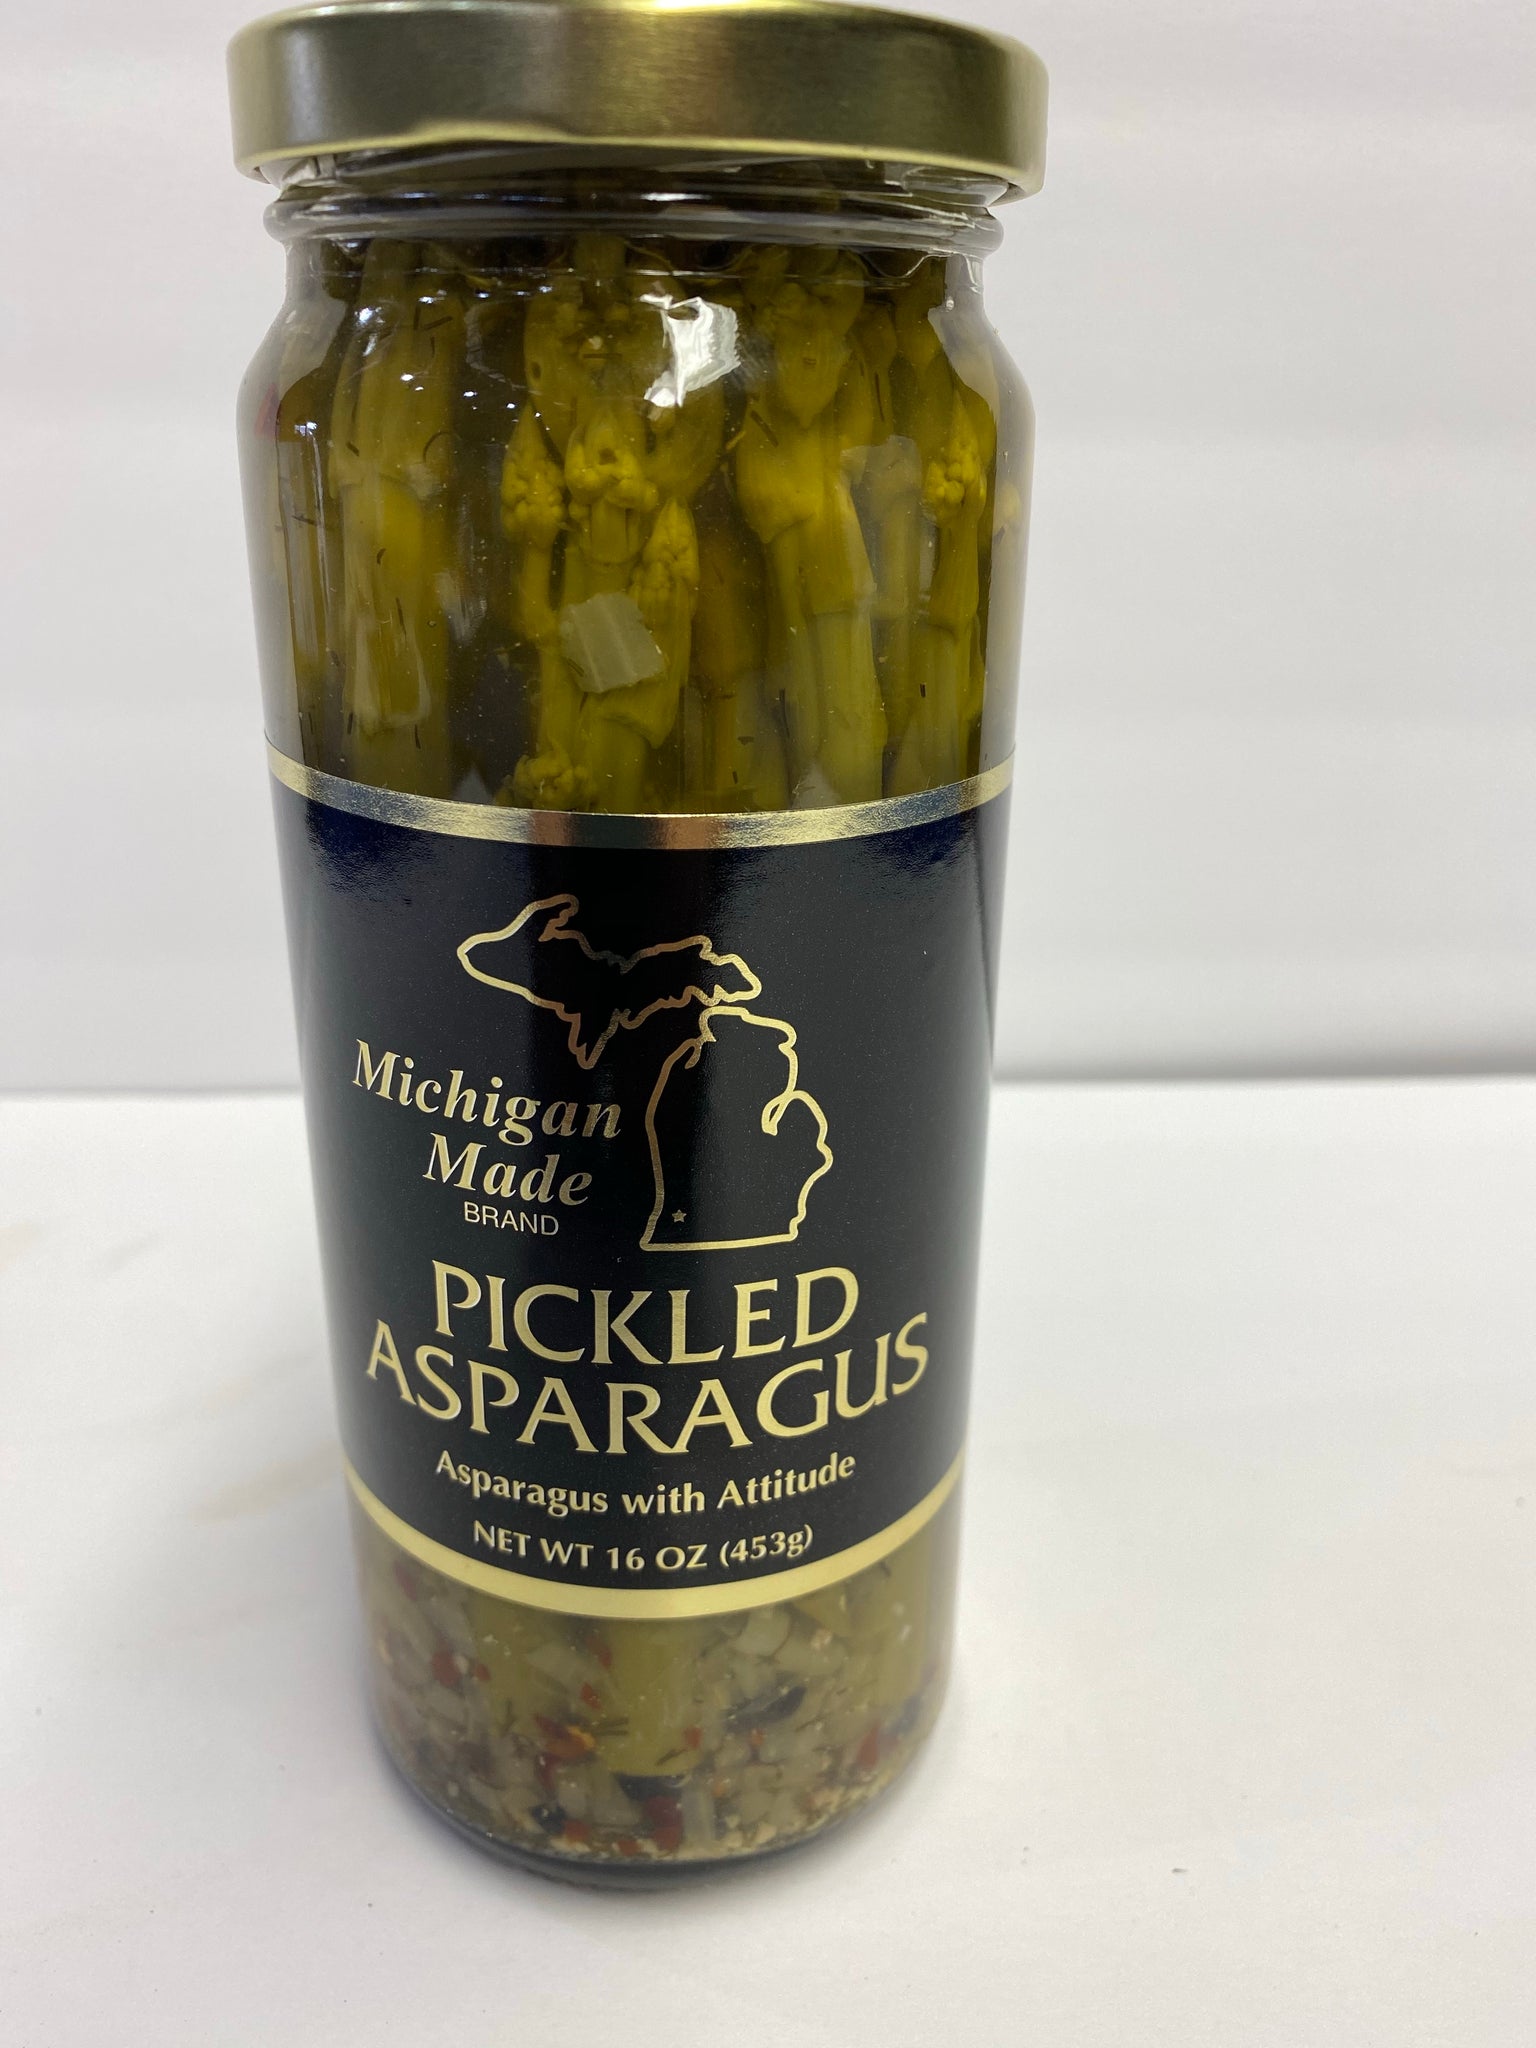 Michigan
Made
BRAND
PICKLED
ASPARAGUS
Asparagus with Attitude
NET WT 16 OZ (453g)